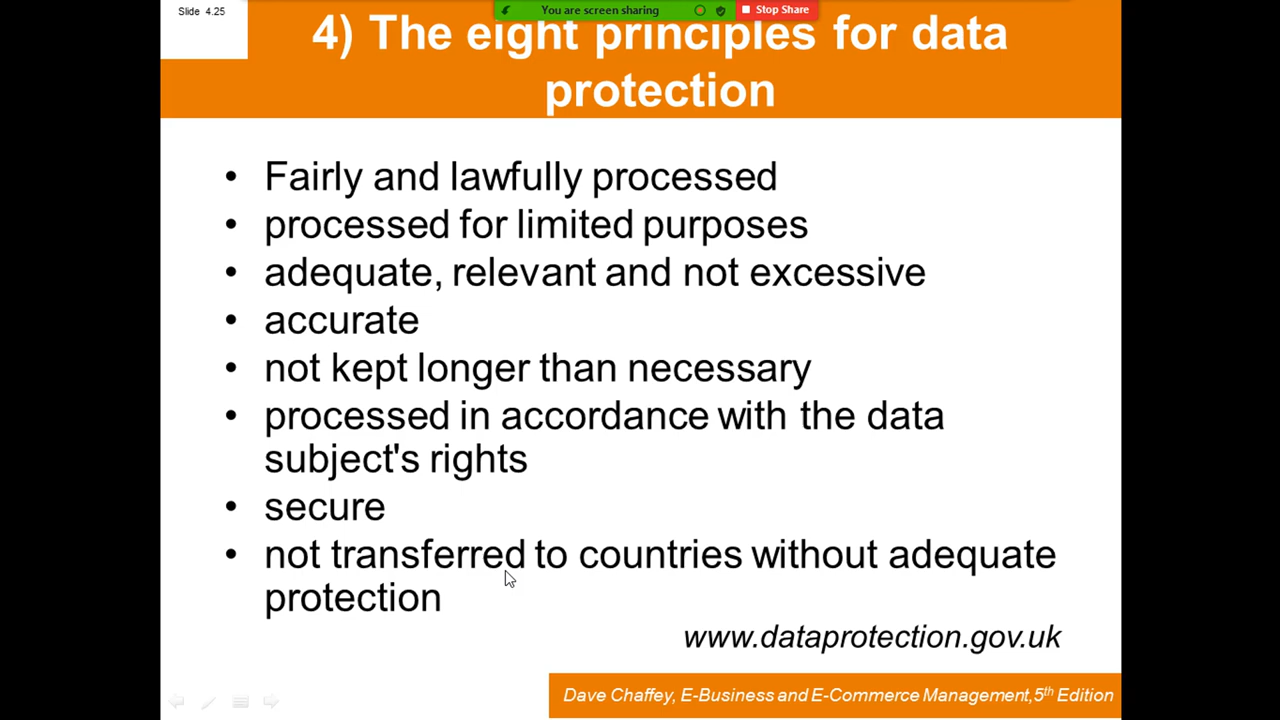 Slide 4.25
You are screen sharing
Stop Share
4) The eight principles for data
protection
• Fairly and lawfully processed
• processed for limited purposes
• adequate, relevant and not excessive
• accurate
• not kept longer than necessary
• processed in accordance with the data
subject's rights
• secure
• not transferred to countries without adequate
protection
www.dataprotection.gov.uk
Dave Chaffey, E-Business and E-Commerce Management,5th Edition